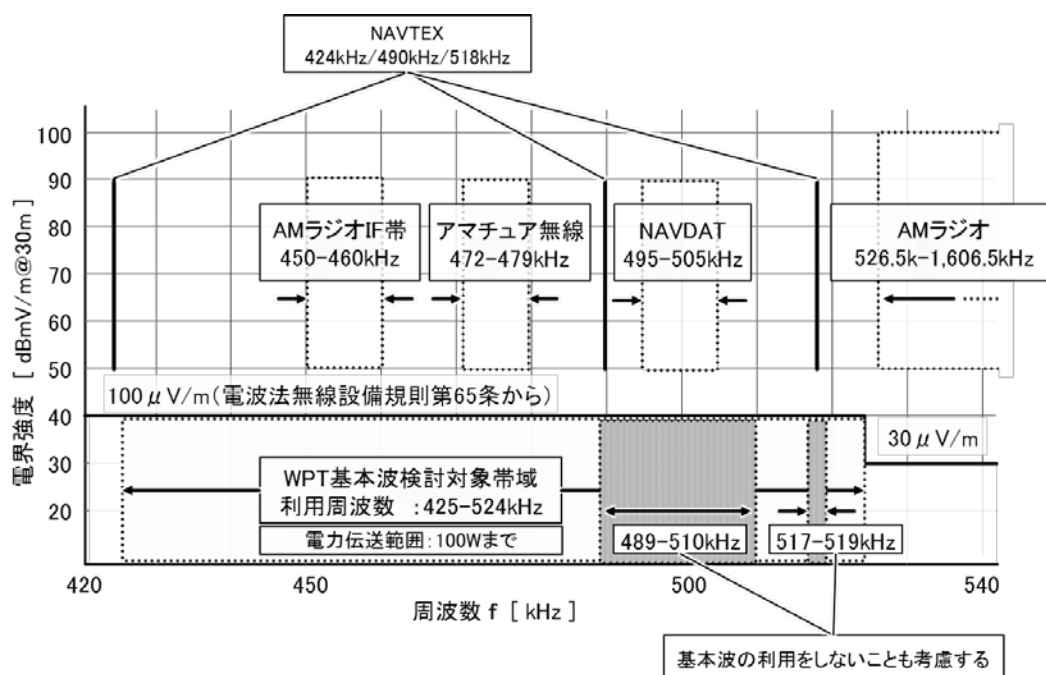 NAVTEX
424kHz/490kHz/518kHz
電界強度 [ dBmV/m@30m ]
100
90
80
70
60
50
40
30
20
AMラジオIF帯
450-460kHz
アマチュア無線
472-479kHz
NAVDAT
495-505kHz
AMラジオ
526.5k-1,606.5kHz
100μV/m(電波法無線設備規則第65条から)
30μV/m
WPT基本波検討対象帯域
利用周波数 :425-524kHz
電力伝送範囲:100Wまで
489-510kHz
517-519kHz
420
450
500
540
周波数 f [ kHz ]
基本波の利用をしないことも考慮する